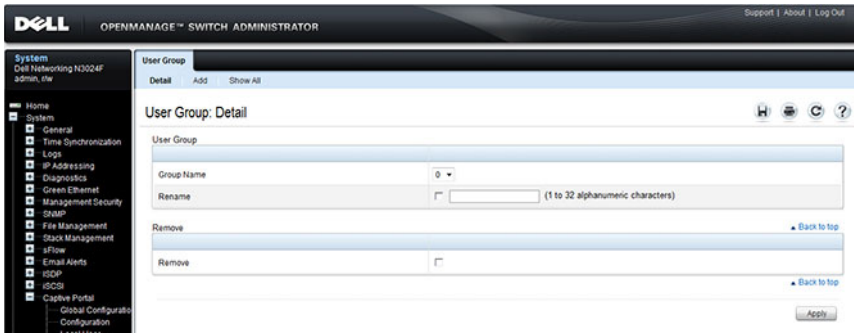 Support | About | Log Out
DELL OPENMANAGE™ SWITCH ADMINISTRATOR
System
Dell Networking N3024F
admin, r/w
Home
System
General
Time Synchronization
Logs
IP Addressing
Diagnostics
Green Ethernet
Management Security
SNMP
File Management
Stack Management
sFlow
Email Alerts
ISDP
iSCSI
Captive Portal
Global Configuratio
Configuration
User Group
Detail Add Show All
User Group: Detail
User Group
Group Name 0
Rename (1 to 32 alphanumeric characters)
Remove Back to top
Remove
Back to top
Apply